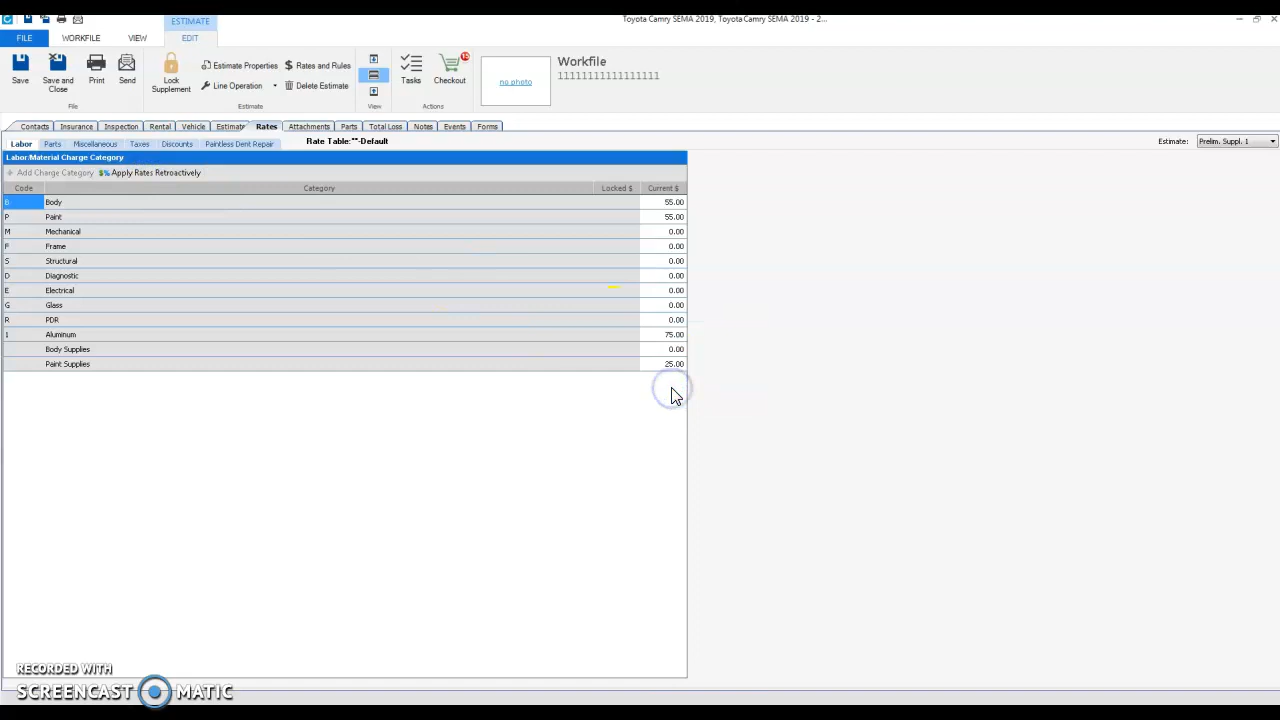 Toyota Camry SEMA 2019, Toyota Camry SEMA 2019 - 2...
ESTIMATE
FILE WORKFILE VIEW EDIT
Save
Save and Close
Print
Send
File
Lock Supplement
Estimate Properties
Rates and Rules
Line Operation
Delete Estimate
Estimate
View
Tasks
15
Checkout
Actions
no photo
Workfile
11111111111111111
Contacts Insurance Inspection Rental Vehicle Estimate Rates Attachments Parts Total Loss Notes Events Forms
Labor Parts Miscellaneous Taxes Discounts Paintless Dent Repair Rate Table:""-Default Estimate: Prelim. Suppl. 1
Labor/Material Charge Category
+ Add Charge Category $% Apply Rates Retroactively
Code Category Locked $ Current $
B Body 55.00
P Paint 55.00
M Mechanical 0.00
F Frame 0.00
S Structural 0.00
D Diagnostic 0.00
E Electrical 0.00
G Glass 0.00
R PDR 0.00
1 Aluminum 75.00
Body Supplies 0.00
Paint Supplies 25.00
RECORDED WITH
SCREENCAST MATIC